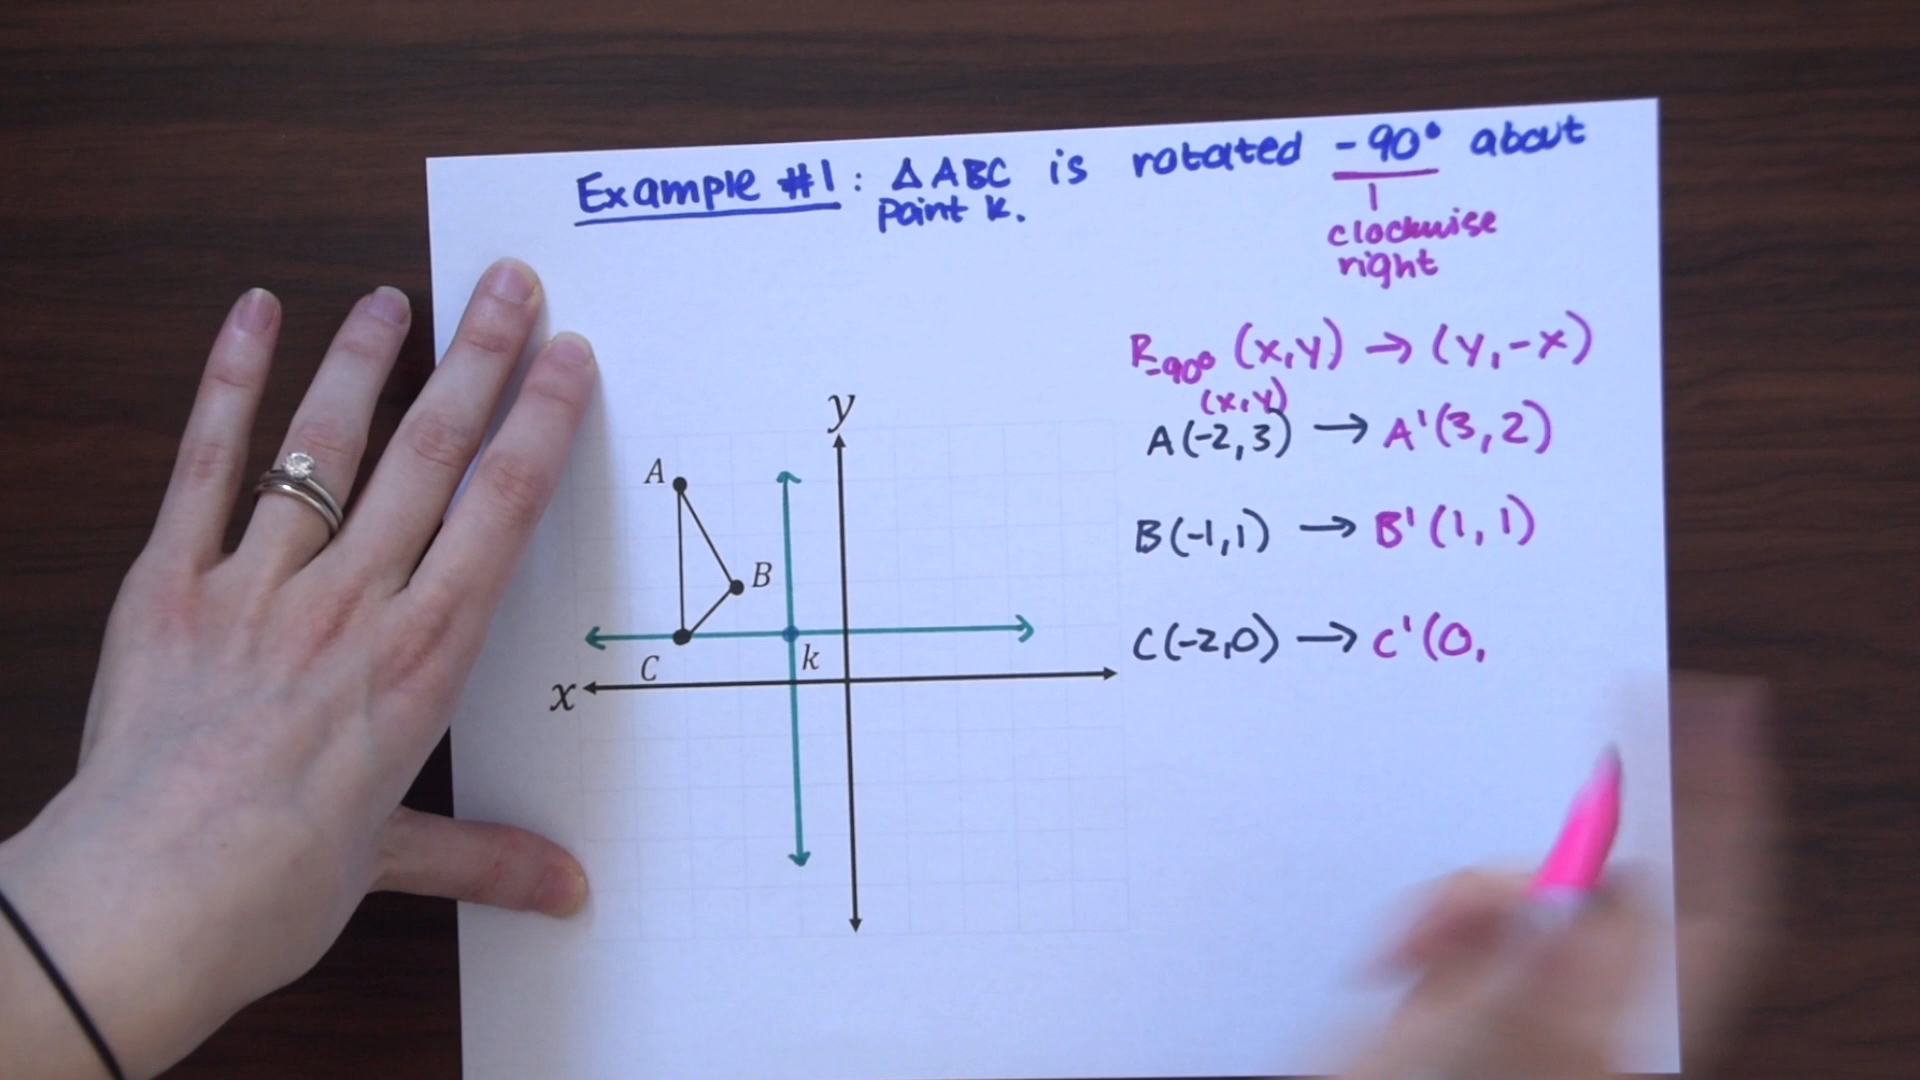 Example #1: △ABC is rotated -90° about
point k.
clockwise
right
R-90° (x,y) → (y,-x)
(x,y)
A(-2,3) → A'(3,2)
B(-1,1) → B'(1,1)
C(-2,0) → C'(0,
y
A
B
C
k
x